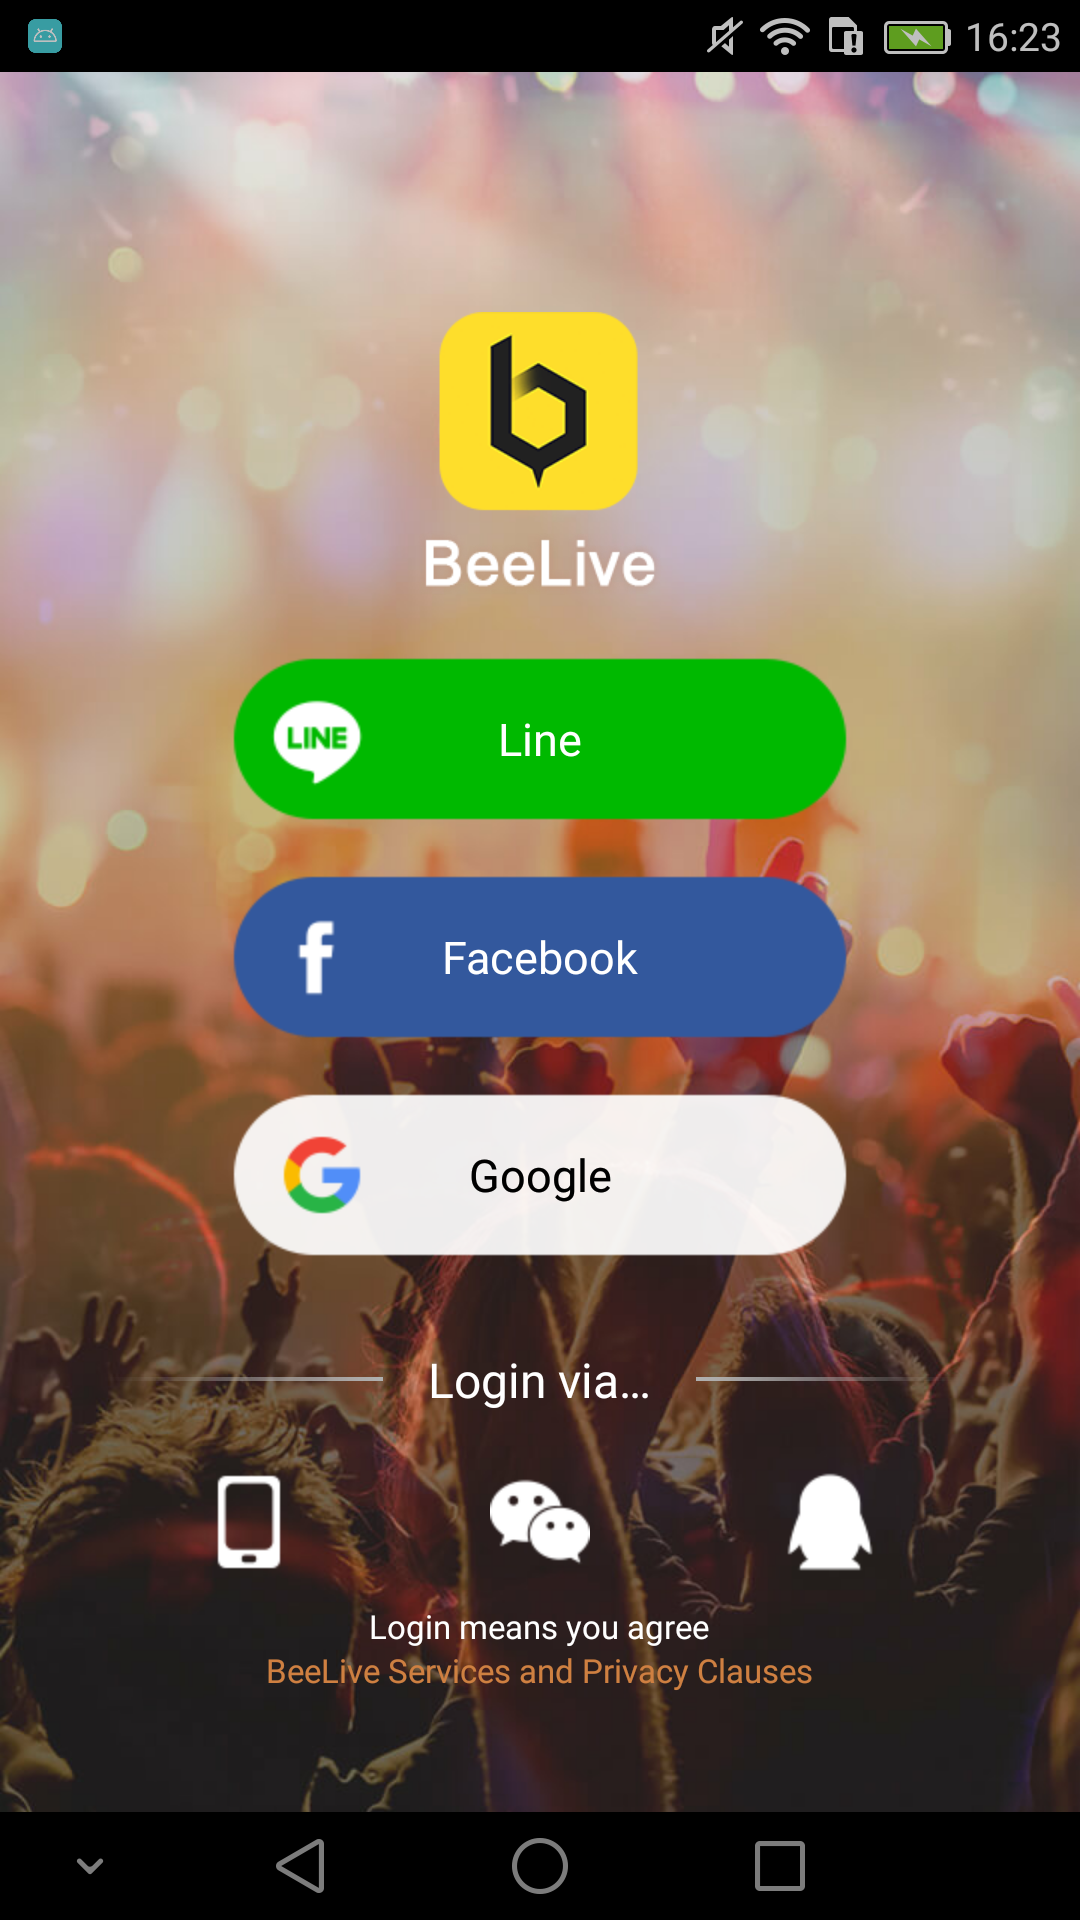 16:23
BeeLive
LINE Line
Facebook
Google
Login via...
Login means you agree
BeeLive Services and Privacy Clauses